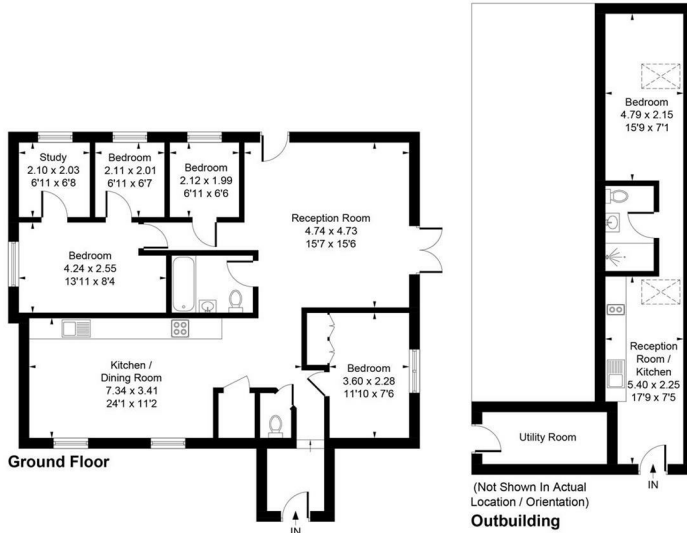 Study
2.10 x 2.03
6'11 x 6'8
Bedroom
2.11 x 2.01
6'11 x 6'7
Bedroom
2.12 x 1.99
6'11 x 6'6
Reception Room
4.74 x 4.73
15'7 x 15'6
Bedroom
4.24 x 2.55
13'11 x 8'4
Kitchen /
Dining Room
7.34 x 3.41
24'1 x 11'2
Bedroom
3.60 x 2.28
11'10 x 7'6
IN
Ground Floor
Bedroom
4.79 x 2.15
15'9 x 7'1
Reception
Room /
Kitchen
5.40 x 2.25
17'9 x 7'5
Utility Room
IN
(Not Shown In Actual
Location / Orientation)
Outbuilding